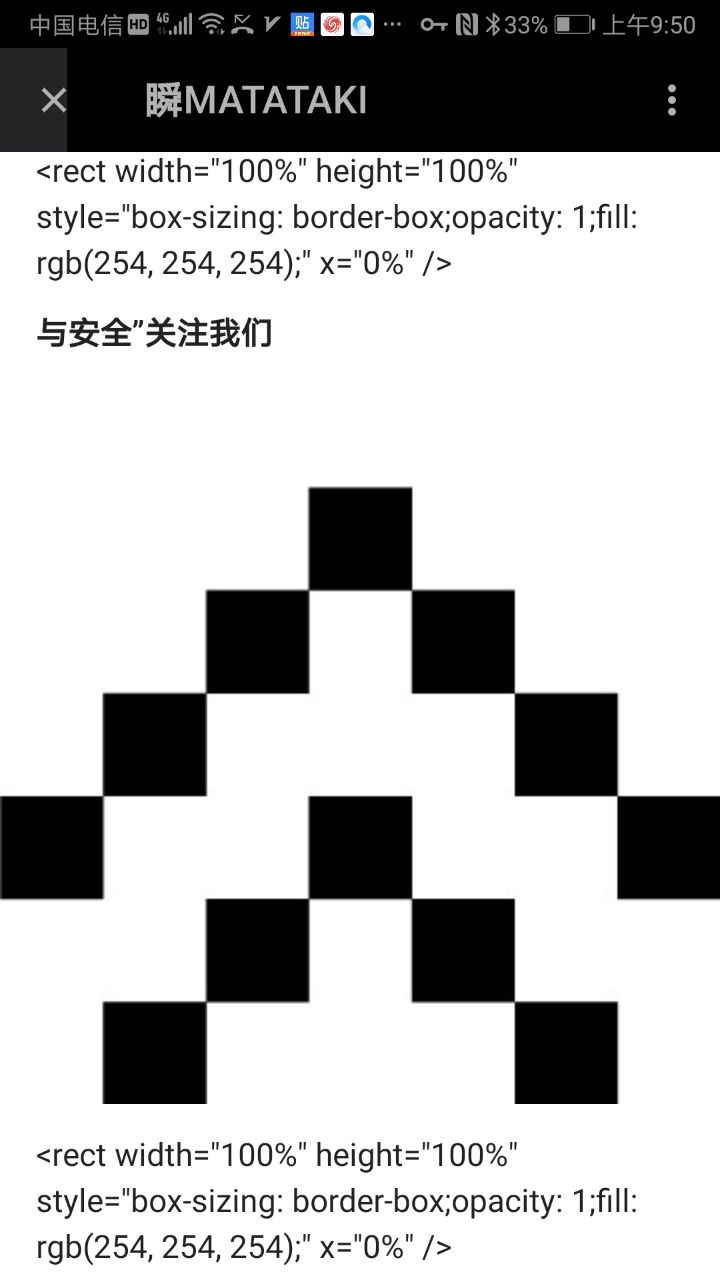 中国电信 HD 4G 贴 33% 上午9:50
瞬MATATAKI
<rect width="100%" height="100%"
style="box-sizing: border-box;opacity: 1;fill:
rgb(254, 254, 254);" x="0%" />
与安全”关注我们
<rect width="100%" height="100%"
style="box-sizing: border-box;opacity: 1;fill:
rgb(254, 254, 254);" x="0%" />